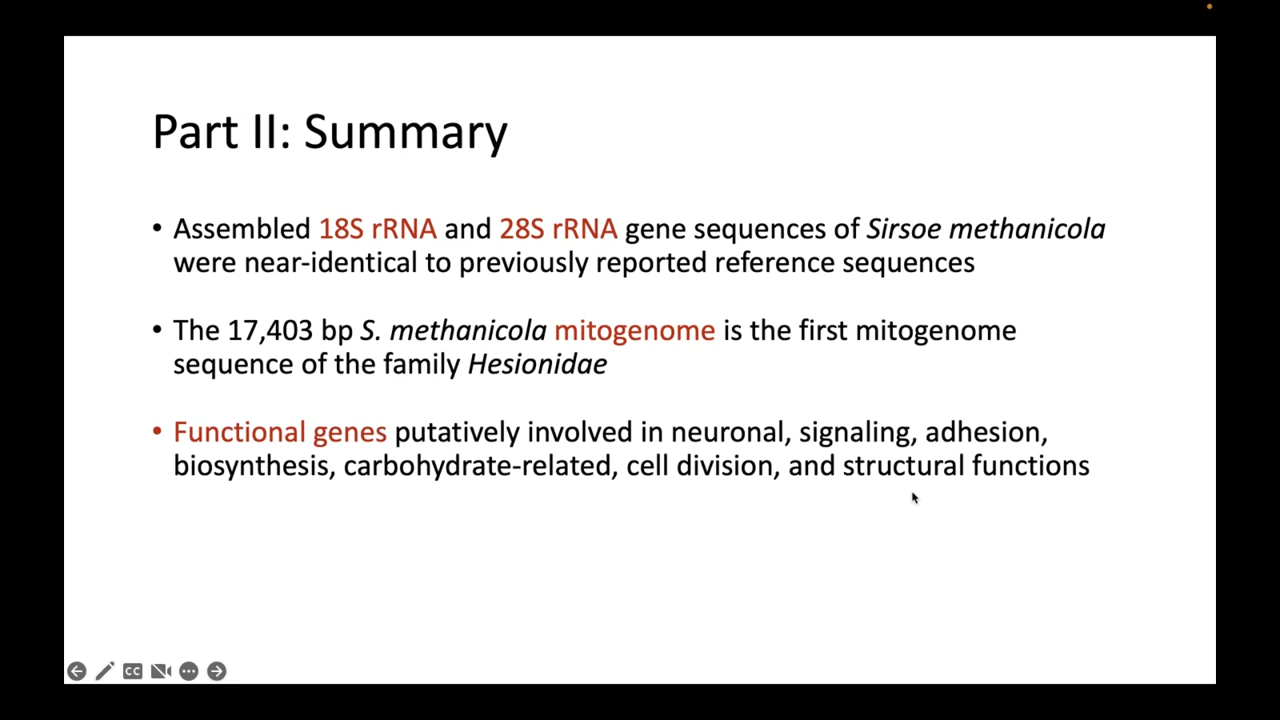 Part II: Summary
• Assembled 18S rRNA and 28S rRNA gene sequences of Sirsoe methanicola
were near-identical to previously reported reference sequences
• The 17,403 bp S. methanicola mitogenome is the first mitogenome
sequence of the family Hesionidae
• Functional genes putatively involved in neuronal, signaling, adhesion,
biosynthesis, carbohydrate-related, cell division, and structural functions
CC